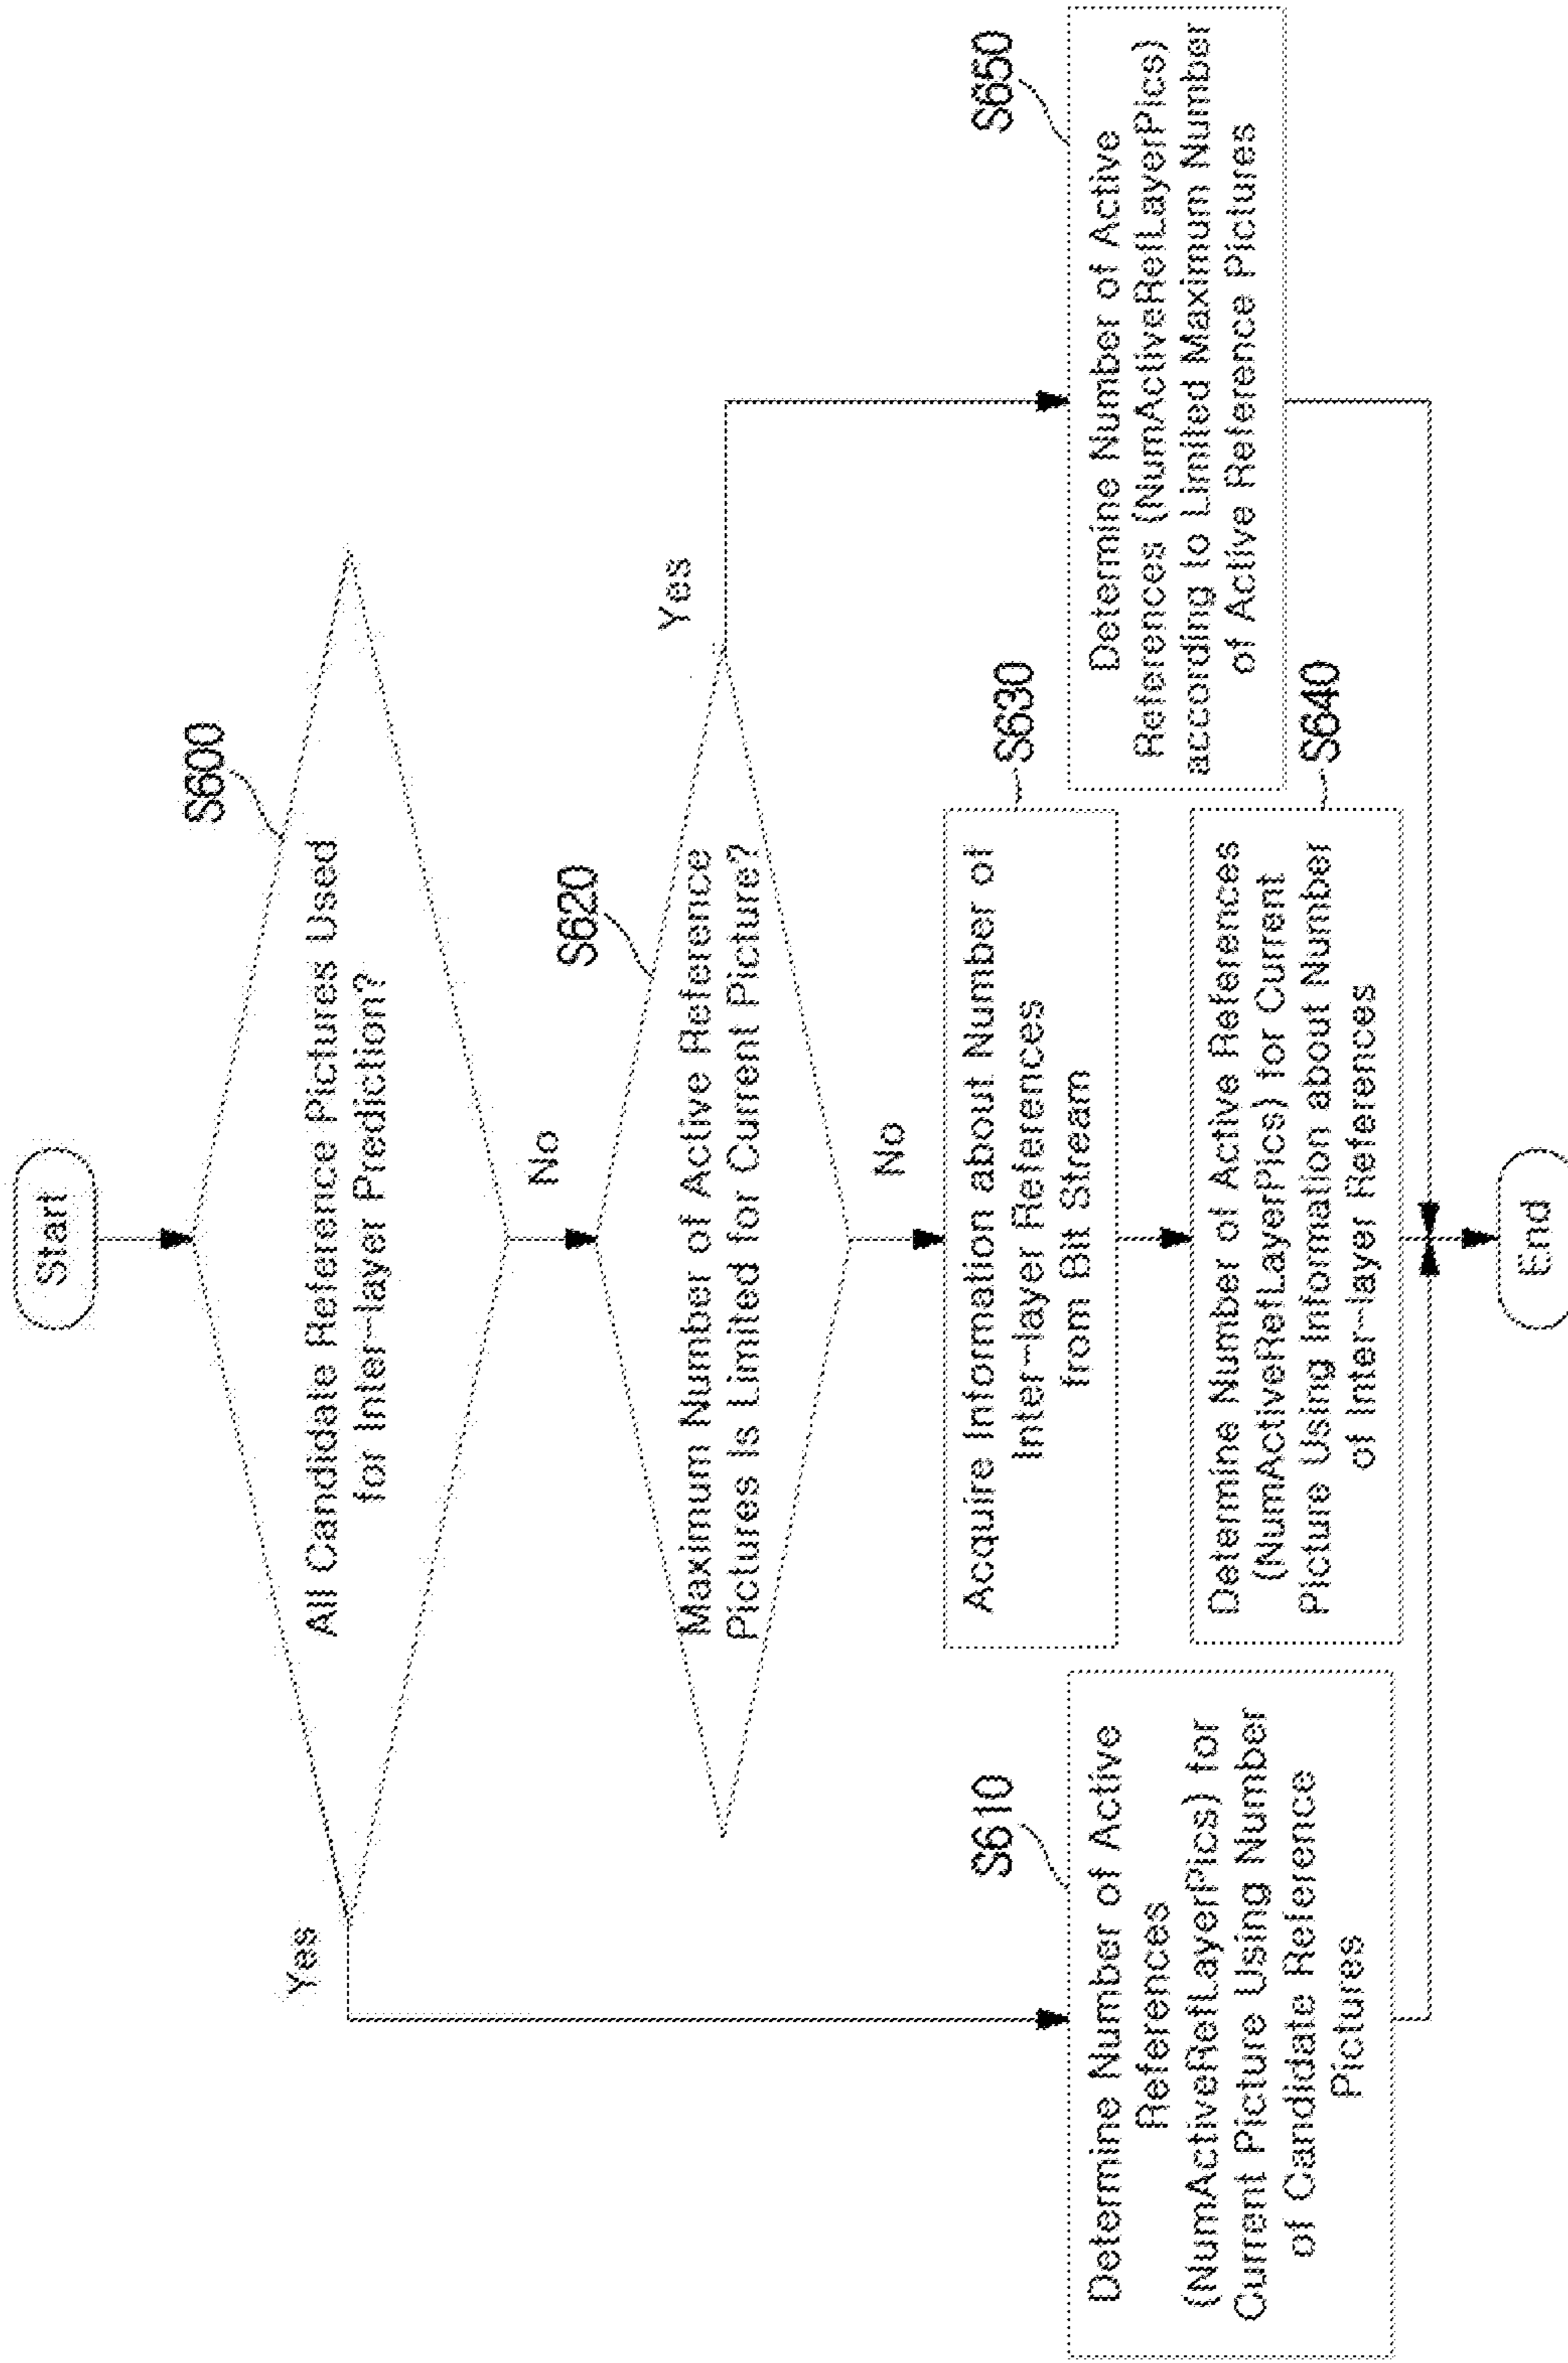 Start
S600
All Candidate Reference Pictures Used
for Inter-layer Prediction?
Yes
No
S620
Maximum Number of Active Reference
Pictures Is Limited for Current Picture?
Yes
No
S610
Determine Number of Active
References
(NumActiveRefLayerPics) for
Current Picture Using Number
of Candidate Reference
Pictures
S630
Acquire Information about Number of
Inter-layer References
from Bit Stream
S640
Determine Number of Active References
(NumActiveRefLayerPics) for Current
Picture Using Information about Number
of Inter-layer References
S650
Determine Number of Active
References (NumActiveRefLayerPics)
according to Limited Maximum Number
of Active Reference Pictures
End